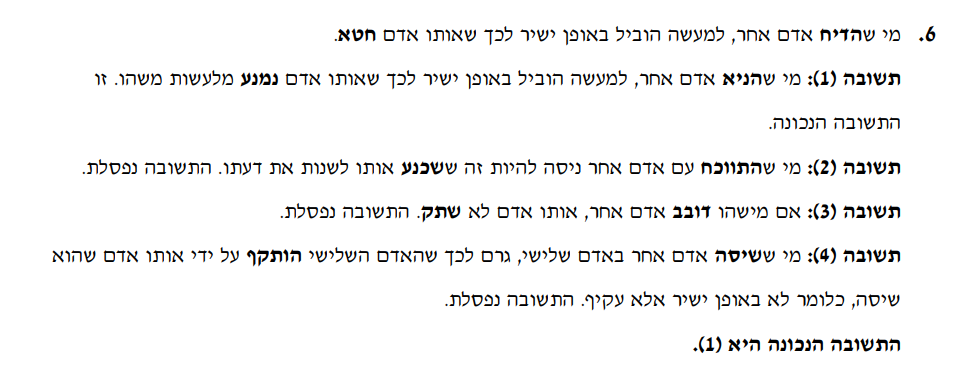 6. מי שהדיח אדם אחר, למעשה הוביל באופן ישיר לכך שאותו אדם חטא.
תשובה (1): מי שהניא אדם אחר, למעשה הוביל באופן ישיר לכך שאותו אדם נמנע מלעשות משהו. זו
התשובה הנכונה.
תשובה (2): מי שהתווכח עם אדם אחר ניסה להיות זה ששכנע אותו לשנות את דעתו. התשובה נפסלת.
תשובה (3): אם מישהו דובב אדם אחר, אותו אדם לא שתק. התשובה נפסלת.
תשובה (4): מי ששיסה אדם אחר באדם שלישי, גרם לכך שהאדם השלישי הותקף על ידי אותו אדם שהוא
שיסה, כלומר לא באופן ישיר אלא עקיף. התשובה נפסלת.
התשובה הנכונה היא (1).